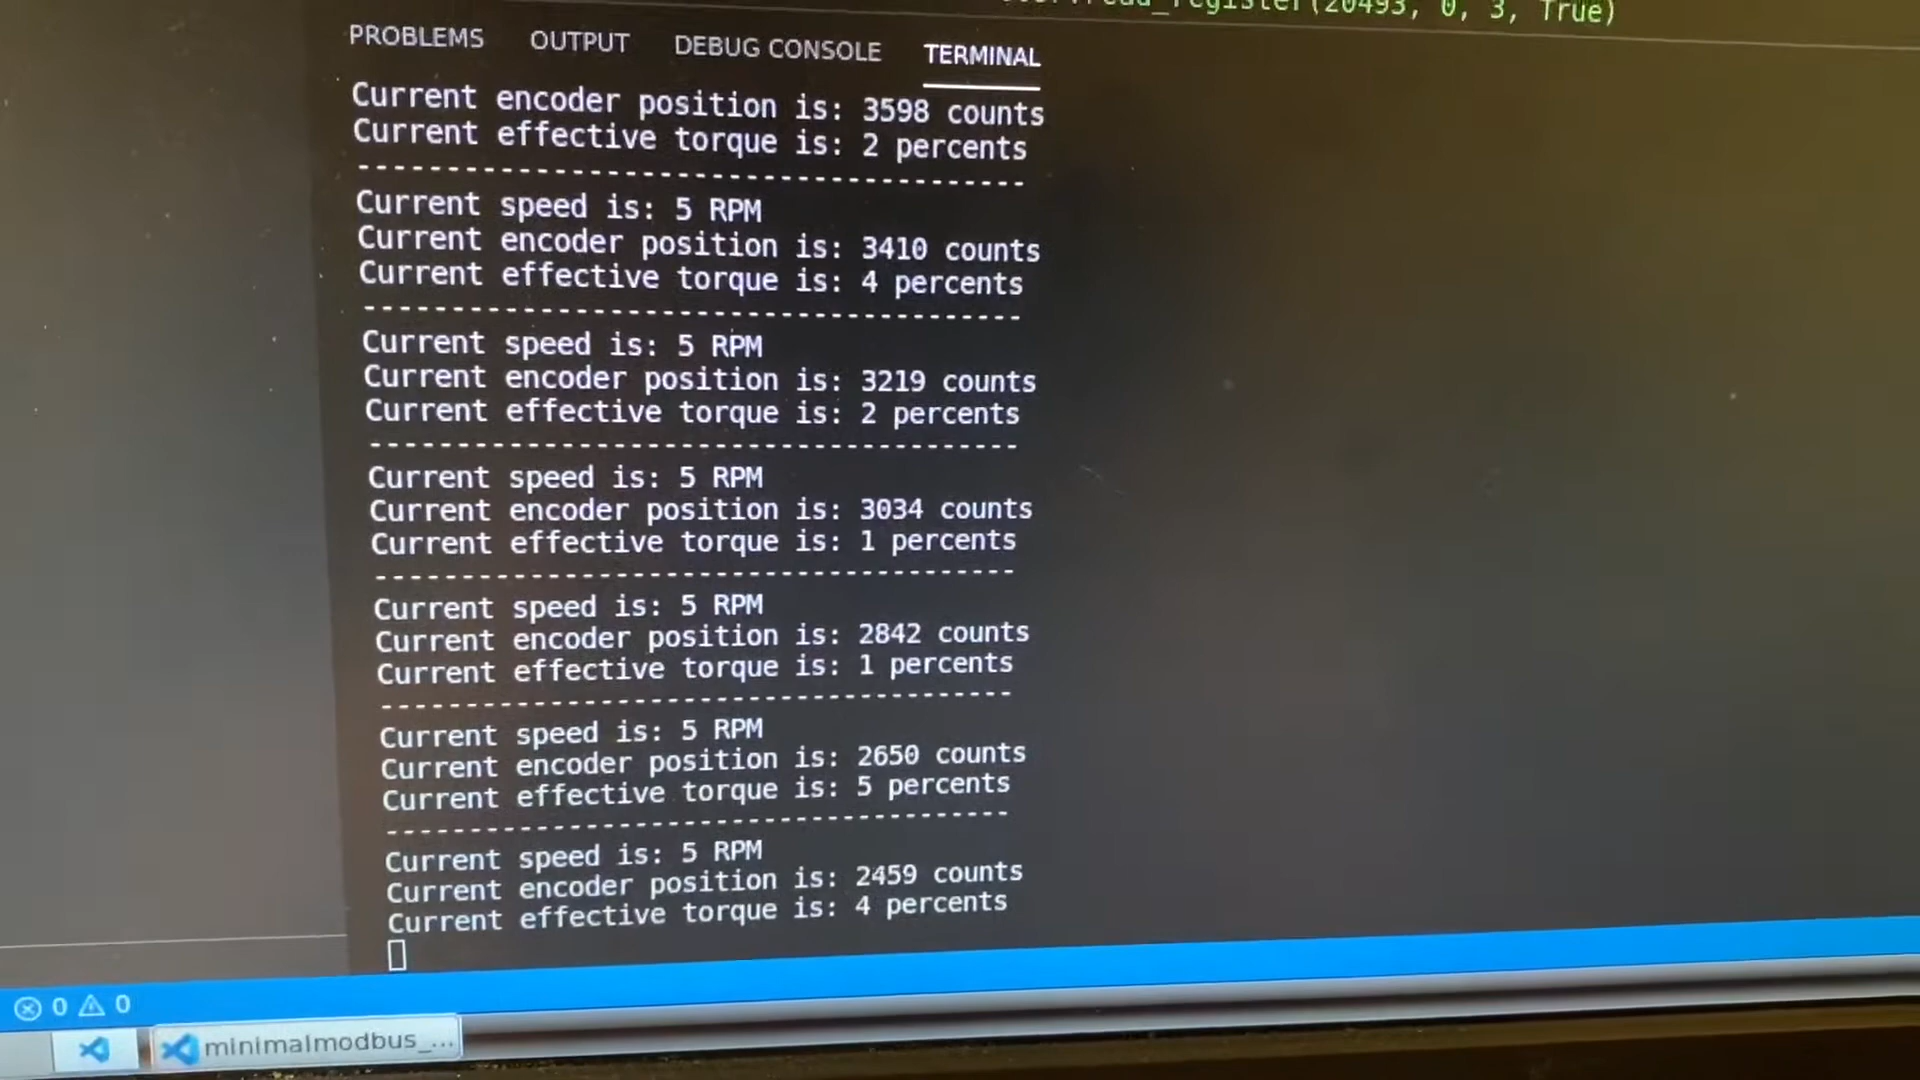 register(20493, 0, 3, True)
PROBLEMS OUTPUT DEBUG CONSOLE TERMINAL
Current encoder position is: 3598 counts
Current effective torque is: 2 percents
----------------------------------------
Current speed is: 5 RPM
Current encoder position is: 3410 counts
Current effective torque is: 4 percents
----------------------------------------
Current speed is: 5 RPM
Current encoder position is: 3219 counts
Current effective torque is: 2 percents
----------------------------------------
Current speed is: 5 RPM
Current encoder position is: 3034 counts
Current effective torque is: 1 percents
----------------------------------------
Current speed is: 5 RPM
Current encoder position is: 2842 counts
Current effective torque is: 1 percents
----------------------------------------
Current speed is: 5 RPM
Current encoder position is: 2650 counts
Current effective torque is: 5 percents
----------------------------------------
Current speed is: 5 RPM
Current encoder position is: 2459 counts
Current effective torque is: 4 percents
0 0
minimalmodbus_...